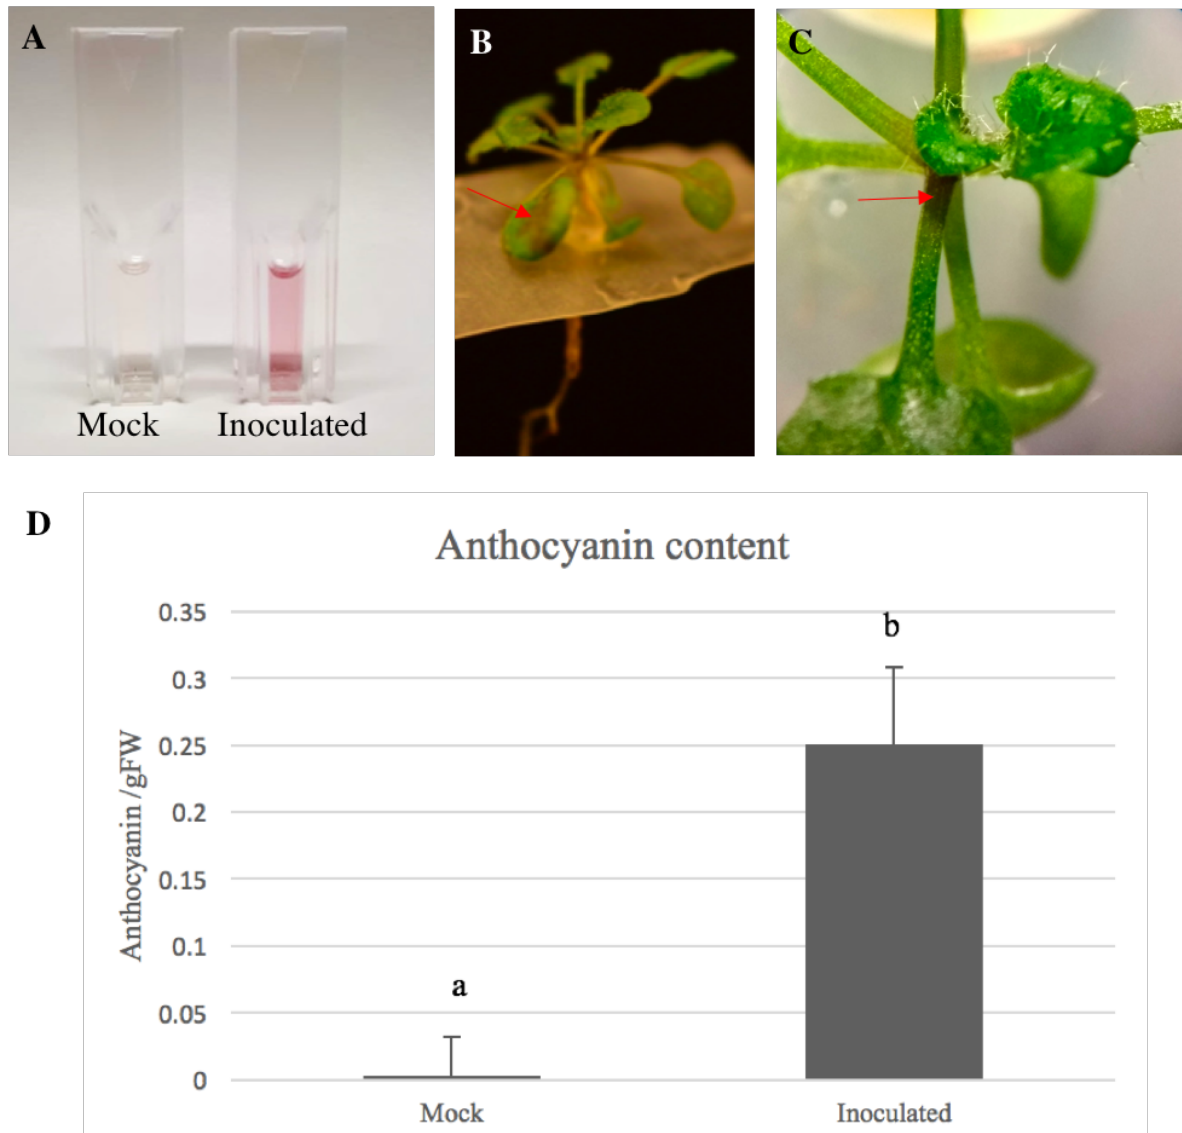 A
B
C
Mock
Inoculated
D
Anthocyanin content
Anthocyanin /gFW
0.35
0.3
0.25
0.2
0.15
0.1
0.05
0
a
b
Mock
Inoculated